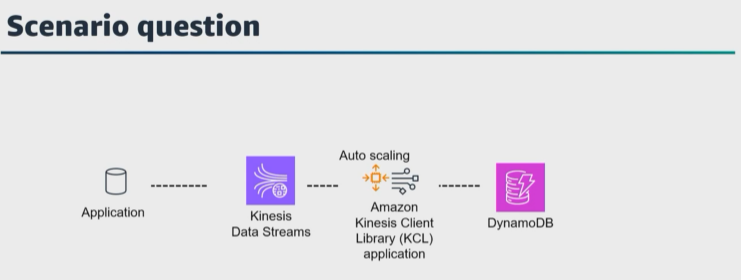 Scenario question
Auto scaling
Application
Kinesis
Data Streams
Amazon
Kinesis Client
Library (KCL)
application
DynamoDB